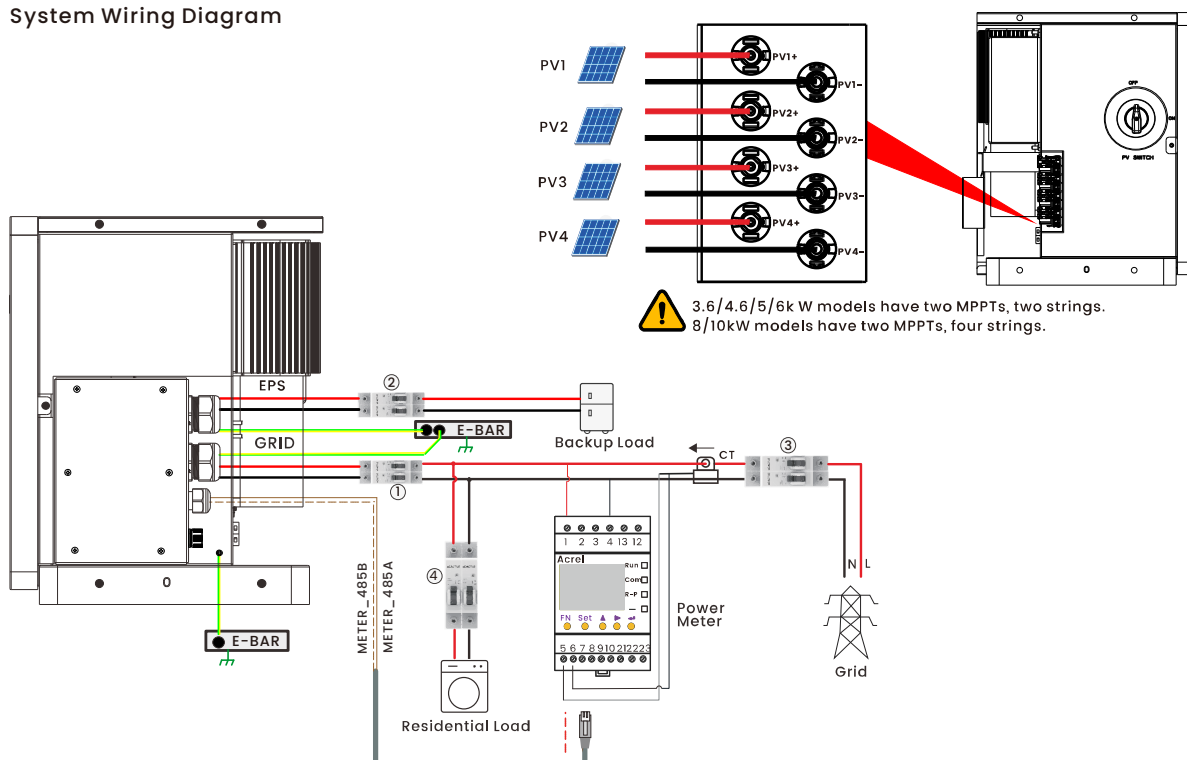 System Wiring Diagram
PV1
PV2
PV3
PV4
PV1+
PV1-
PV2+
PV2-
PV3+
PV3-
PV4+
PV4-
OFF
ON
PV SWITCH
3.6/4.6/5/6k W models have two MPPTs, two strings.
8/10kW models have two MPPTs, four strings.
EPS
②
Backup Load
E-BAR
GRID
①
CT
③
④
METER_485B
METER_485A
E-BAR
Residential Load
1 2 3 4 13 12
Acrel
Run
Com
R-P
FN Set
5 6 7 8 9 10 21 22 23
Power
Meter
N L
Grid